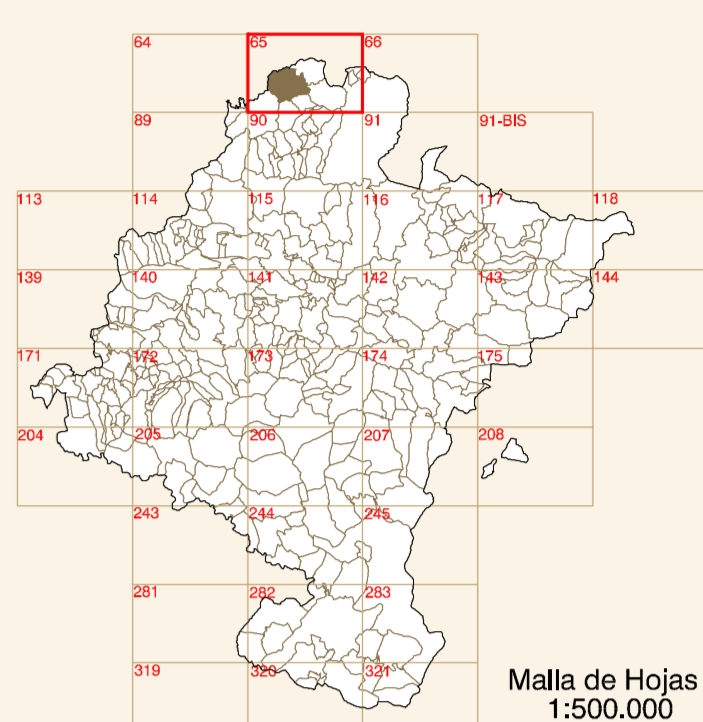 64 65 66
89 90 91 91-BIS
113 114 115 116 117 118
139 140 141 142 143 144
171 172 173 174 175
204 205 206 207 208
243 244 245
281 282 283
319 320 321
Malla de Hojas
1:500.000